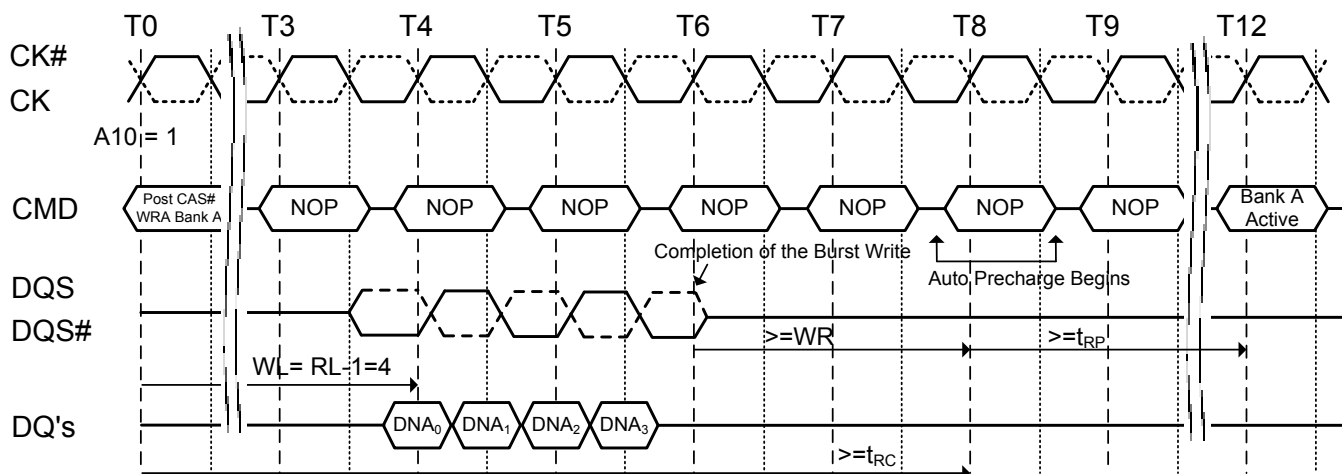 T0 T3 T4 T5 T6 T7 T8 T9 T12
CK#
CK
A10 = 1
CMD
Post CAS#
WRA Bank A
NOP NOP NOP NOP NOP NOP NOP
Bank A
Active
Completion of the Burst Write
Auto Precharge Begins
DQS
DQS#
>=WR >=tRP
WL= RL-1=4
DQ's DNA0 DNA1 DNA2 DNA3
>=tRC